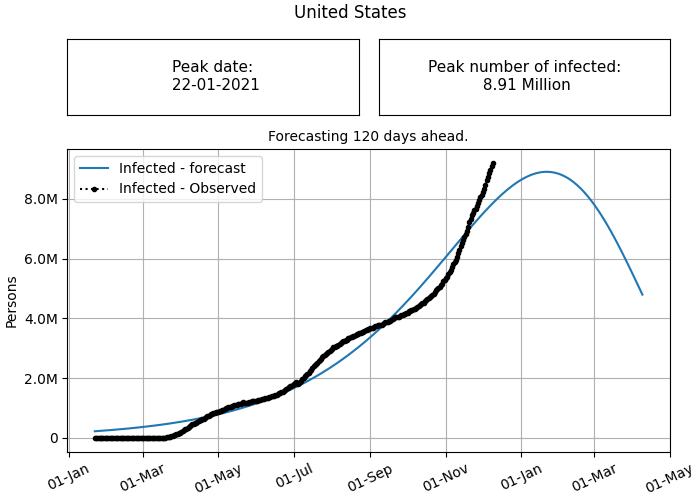 United States
Peak date:
22-01-2021
Peak number of infected:
8.91 Million
Forecasting 120 days ahead.
Infected - forecast
Infected - Observed
8.0M
6.0M
4.0M
2.0M
0
Persons
01-Jan
01-Mar
01-May
01-Jul
01-Sep
01-Nov
01-Jan
01-Mar
01-May